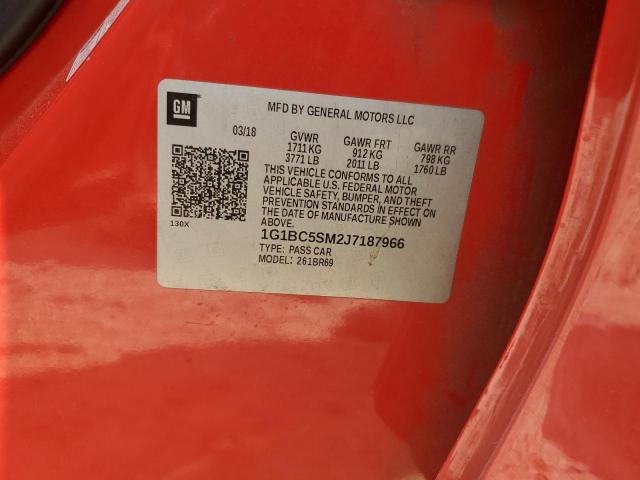 GM
MFD BY GENERAL MOTORS LLC
03/18 GVWR GAWR FRT GAWR RR
1711 KG 912 KG 798 KG
3771 LB 2011 LB 1760 LB
THIS VEHICLE CONFORMS TO ALL
APPLICABLE U.S. FEDERAL MOTOR
VEHICLE SAFETY, BUMPER, AND THEFT
PREVENTION STANDARDS IN EFFECT ON
THE DATE OF MANUFACTURE SHOWN
ABOVE.
130X
1G1BC5SM2J7187966
TYPE: PASS CAR
MODEL: 261BR69